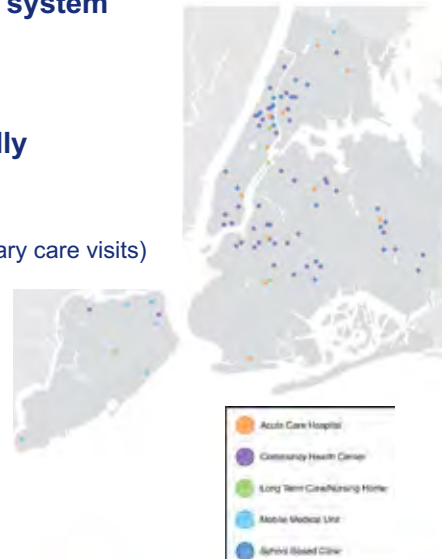 system
lly
ary care visits)
Acute Care Hospital
Community Health Center
Long Term Care/Nursing Home
Mobile Medical Unit
School Based Clinic